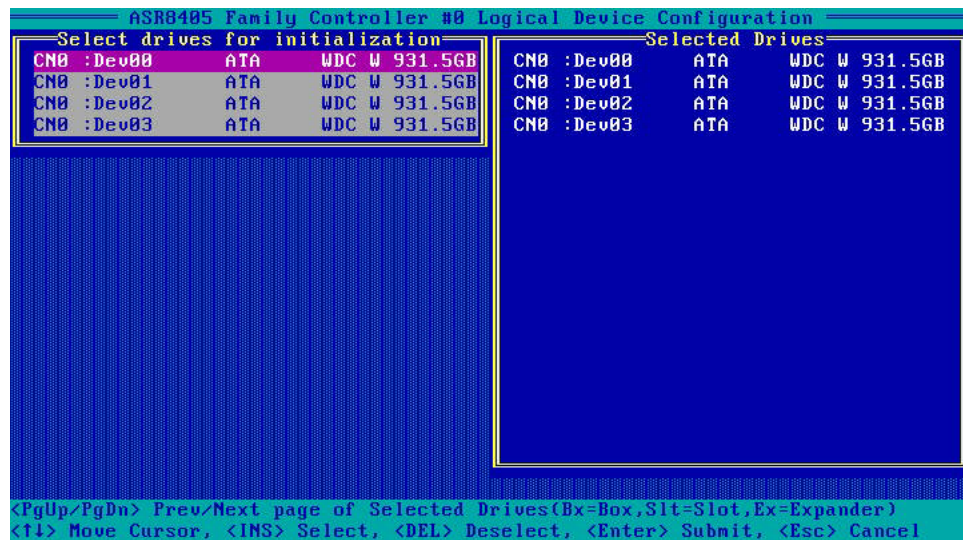 ASR8405 Family Controller #0 Logical Device Configuration
Select drives for initialization
CN0 :Dev00 ATA WDC W 931.5GB
CN0 :Dev01 ATA WDC W 931.5GB
CN0 :Dev02 ATA WDC W 931.5GB
CN0 :Dev03 ATA WDC W 931.5GB
Selected Drives
CN0 :Dev00 ATA WDC W 931.5GB
CN0 :Dev01 ATA WDC W 931.5GB
CN0 :Dev02 ATA WDC W 931.5GB
CN0 :Dev03 ATA WDC W 931.5GB
<PgUp/PgDn> Prev/Next page of Selected Drives(Bx=Box,Slt=Slot,Ex=Expander)
<↑↓> Move Cursor, <INS> Select, <DEL> Deselect, <Enter> Submit, <Esc> Cancel